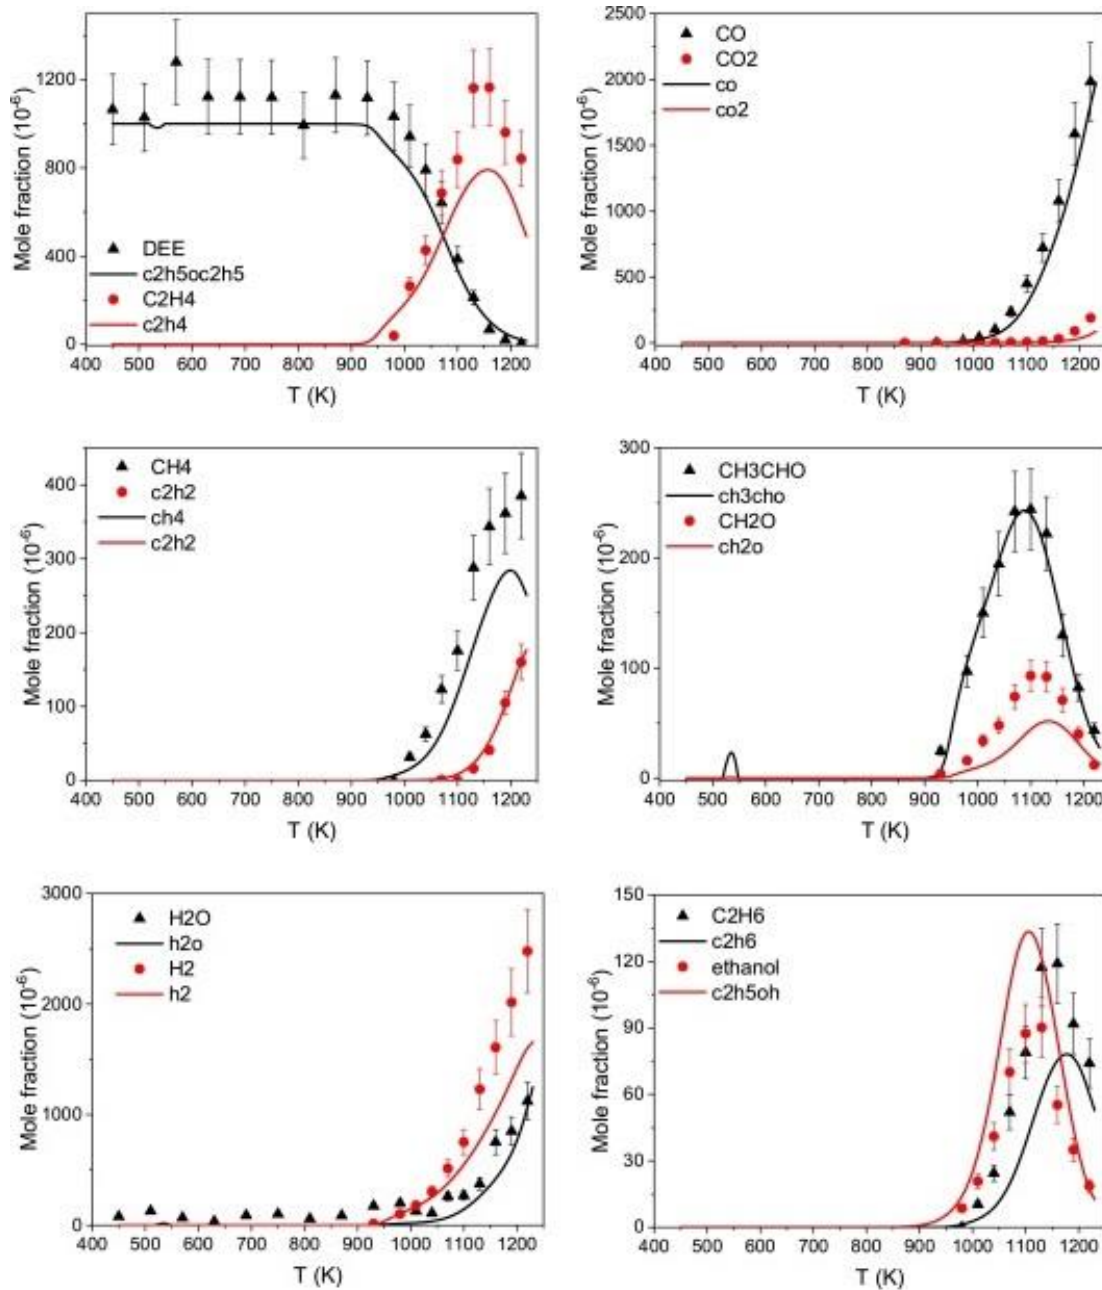 Mole fraction (10⁻⁶)
1200
800
400
0
DEE
c2h5oc2h5
C2H4
c2h4
400 500 600 700 800 900 1000 1100 1200
T (K)
Mole fraction (10⁻⁶)
2500
2000
1500
1000
500
0
CO
CO2
co
co2
400 500 600 700 800 900 1000 1100 1200
T (K)
Mole fraction (10⁻⁶)
400
300
200
100
0
CH4
c2h2
ch4
c2h2
400 500 600 700 800 900 1000 1100 1200
T (K)
Mole fraction (10⁻⁶)
300
200
100
0
CH3CHO
ch3cho
CH2O
ch2o
400 500 600 700 800 900 1000 1100 1200
T (K)
Mole fraction (10⁻⁶)
3000
2000
1000
0
H2O
h2o
H2
h2
400 500 600 700 800 900 1000 1100 1200
T (K)
Mole fraction (10⁻⁶)
150
120
90
60
30
0
C2H6
c2h6
ethanol
c2h5oh
400 500 600 700 800 900 1000 1100 1200
T (K)